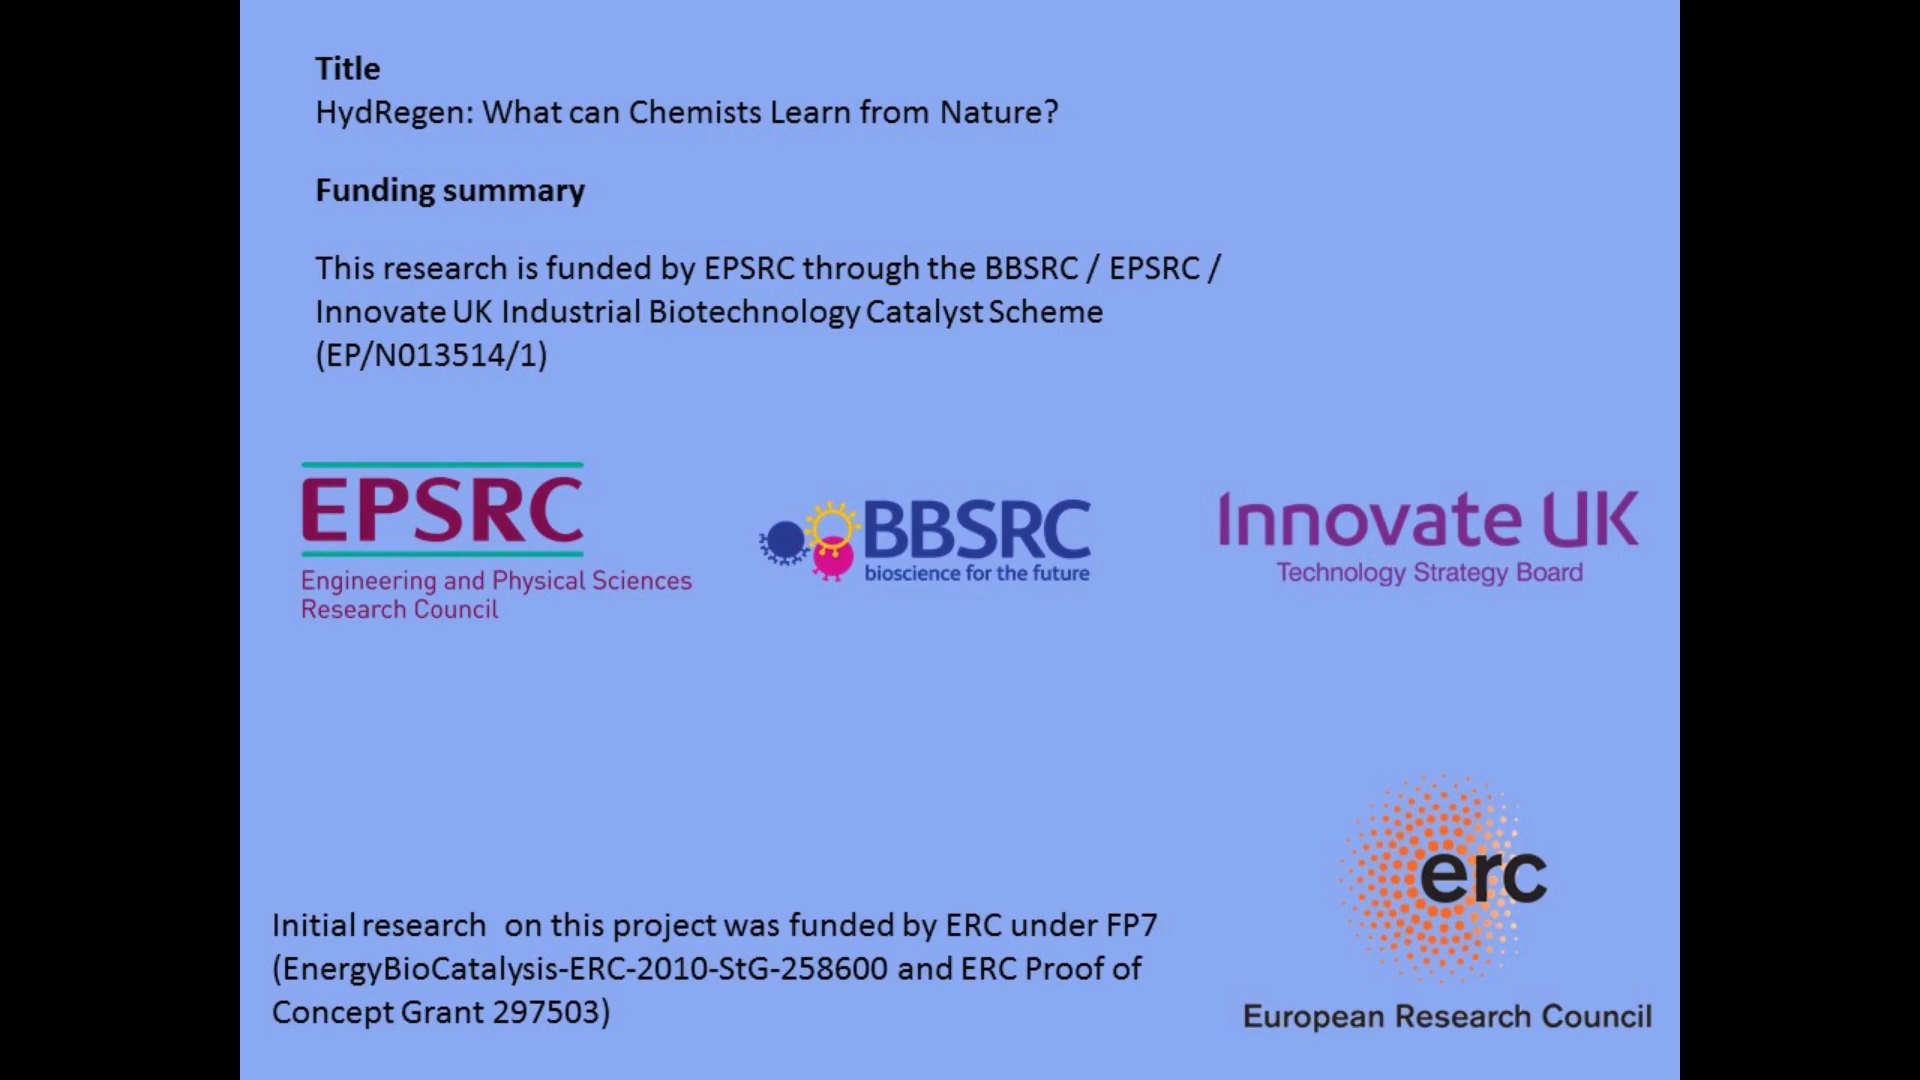 Title
HydRegen: What can Chemists Learn from Nature?
Funding summary
This research is funded by EPSRC through the BBSRC / EPSRC /
Innovate UK Industrial Biotechnology Catalyst Scheme
(EP/N013514/1)
EPSRC
Engineering and Physical Sciences
Research Council
BBSRC
bioscience for the future
Innovate UK
Technology Strategy Board
erc
European Research Council
Initial research on this project was funded by ERC under FP7
(EnergyBioCatalysis-ERC-2010-StG-258600 and ERC Proof of
Concept Grant 297503)